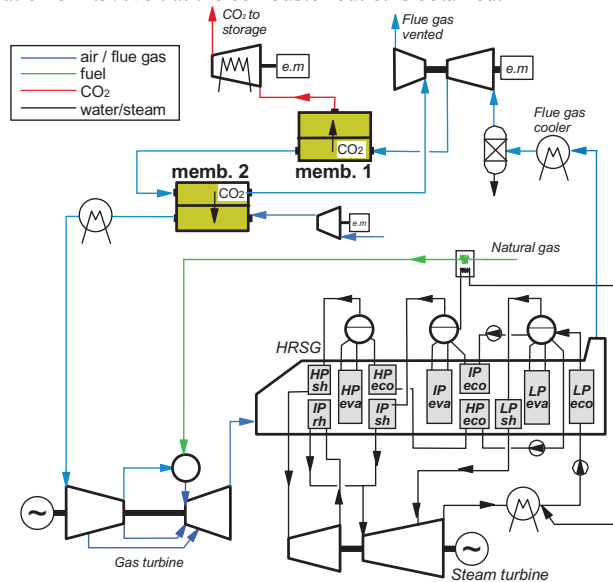 CO₂ to
storage
Flue gas
vented
air / flue gas
fuel
CO₂
water/steam
e.m
e.m
Flue gas
cooler
CO₂
memb. 2
memb. 1
CO₂
e.m
Natural gas
HRSG
HP
sh
HP
eva
HP
eco
IP
rh
IP
sh
IP
eva
IP
eco
HP
eco
LP
sh
LP
eva
LP
eco
Gas turbine
Steam turbine